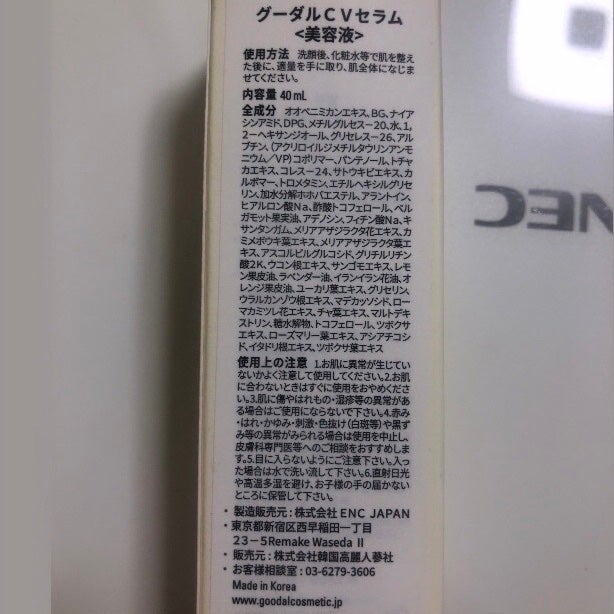 グーダルCVセラム
<美容液>
使用方法 洗顔後、化粧水等で肌を整え
た後に、適量を手に取り、肌全体になじま
せてください。
内容量 40mL
全成分 オオベニミカンエキス、BG、ナイア
シンアミド、DPG、メチルグルセス-20、水、1,
2-ヘキサンジオール、グリセレス-26、アル
ブチン、(アクリロイルジメチルタウリンアンモ
ニウム/VP)コポリマー、パンテノール、トチャ
カエキス、コレス-24、サトウキビエキス、カ
ルボマー、トロメタミン、エチルヘキシルグリセ
リン、加水分解ホホバエステル、アラントイン、
ヒアルロン酸Na、酢酸トコフェロール、ベル
ガモット果実油、アデノシン、フィチン酸Na、キ
サンタンガム、メリアアザジラクタ花エキス、カ
ミメボウキ葉エキス、メリアアザジラクタ葉エ
キス、アスコルビルグルコシド、グリチルリチン
酸2K、ウコン根エキス、サンゴモエキス、レモ
ン果皮油、ラベンダー油、イランイラン花油、オ
レンジ果皮油、ユーカリ葉エキス、グリセリン、
ウラルカンゾウ根エキス、マデカッソシド、ロー
マカミツレ花エキス、チャ葉エキス、マルトデキ
ストリン、糖水解物、トコフェロール、ツボクサ
エキス、ローズマリー葉エキス、アシアチコシ
ド、イタドリ根エキス、ツボクサ葉エキス
使用上の注意 1.お肌に異常が生じてい
ないかよく注意して使用してください。2.お肌
に合わないときはすぐに使用をおやめくださ
い。3.肌に傷やはれもの・湿疹等の異常があ
る場合はご使用にならないで下さい。4.赤み
・はれ・かゆみ・刺激・色抜け(白斑等)や黒ず
み等の異常がみられる場合は使用を中止し、
皮膚科専門医等へのご相談をおすすめしま
す。5.目に入らないようにご注意下さい。入っ
た場合は水で洗い流して下さい。6.直射日光
や高温多湿を避け、お子様の手の届かない
ところに保管して下さい。
・製造販売元:株式会社 ENC JAPAN
・東京都新宿区西早稲田一丁目
23-5Remake Waseda II
・販売元:株式会社韓国高麗人蔘社
・お客様相談室:03-6279-3606
Made in Korea
www.goodalcosmetic.jp
NEC